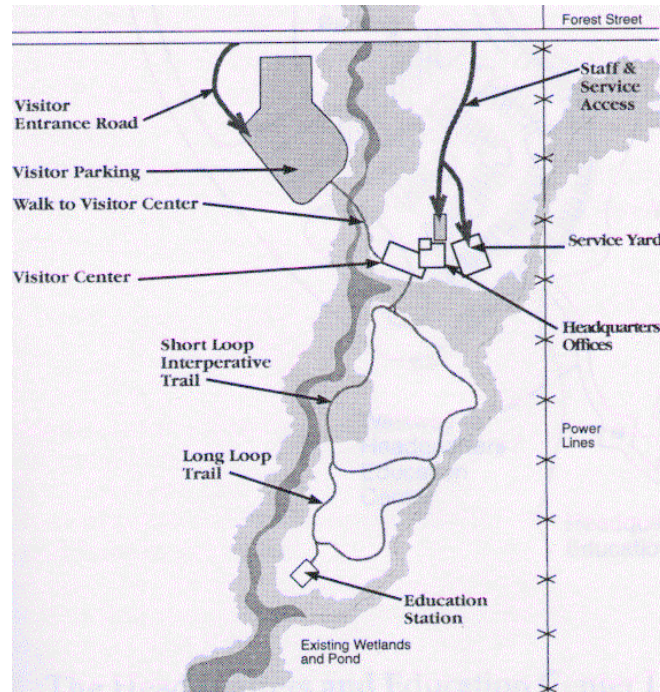 Forest Street
Staff &
Service
Access
Visitor
Entrance Road
Visitor Parking
Walk to Visitor Center
Service Yard
Visitor Center
Headquarters
Offices
Short Loop
Interperative
Trail
Power
Lines
Long Loop
Trail
Education
Station
Existing Wetlands
and Pond